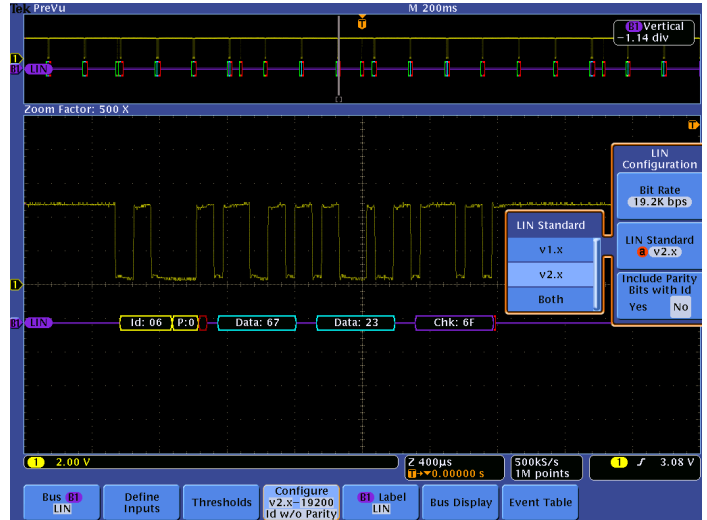 Tek PreVu
M 200ms
T
B1 Vertical
-1.14 div
1
B1 LIN
Zoom Factor: 500 X
T
LIN
Configuration
Bit Rate
19.2K bps
LIN Standard
a v2.x
Include Parity
Bits with Id
Yes No
LIN Standard
v1.x
v2.x
Both
1
B1 LIN
Id: 06
P:0
Data: 67
Data: 23
Chk: 6F
1 2.00 V
Z 400µs
T→▼0.00000 s
500kS/s
1M points
1 ƒ 3.08 V
Bus B1
LIN
Define
Inputs
Thresholds
Configure
v2.x-19200
Id w/o Parity
B1 Label
LIN
Bus Display
Event Table